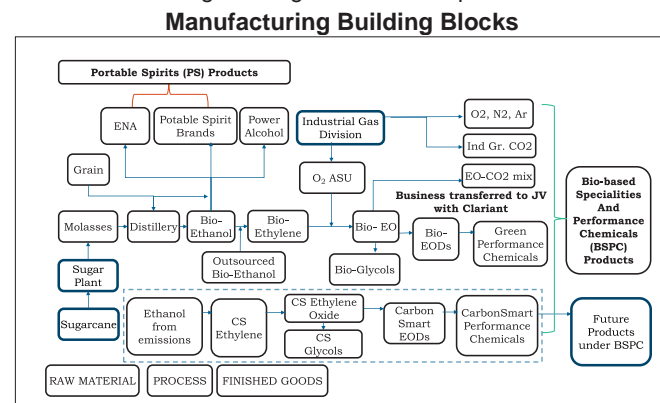 Manufacturing Building Blocks
Portable Spirits (PS) Products
ENA
Potable Spirit
Brands
Power
Alcohol
Industrial Gas
Division
O2, N2, Ar
Ind Gr. CO2
Grain
O2 ASU
EO-CO2 mix
Business transferred to JV
with Clariant
Bio-based
Specialities
And
Performance
Chemicals
(BSPC)
Products
Molasses
Distillery
Bio-
Ethanol
Bio-
Ethylene
Bio- EO
Bio-
EODs
Green
Performance
Chemicals
Outsourced
Bio-Ethanol
Bio-Glycols
Sugar
Plant
Sugarcane
Ethanol
from
emissions
CS
Ethylene
CS Ethylene
Oxide
CS
Glycols
Carbon
Smart
EODs
CarbonSmart
Performance
Chemicals
Future
Products
under BSPC
RAW MATERIAL
PROCESS
FINISHED GOODS